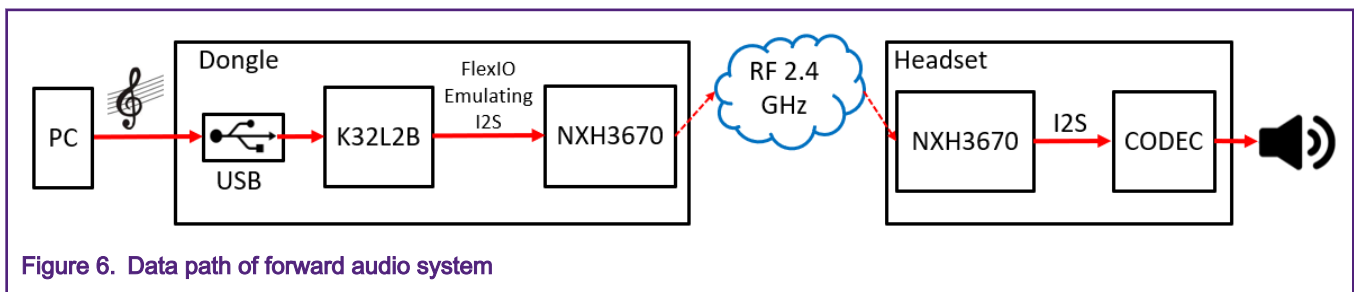 Dongle
FlexIO
Emulating
I2S
RF 2.4
GHz
Headset
PC
USB
K32L2B
NXH3670
NXH3670
I2S
CODEC
Figure 6. Data path of forward audio system